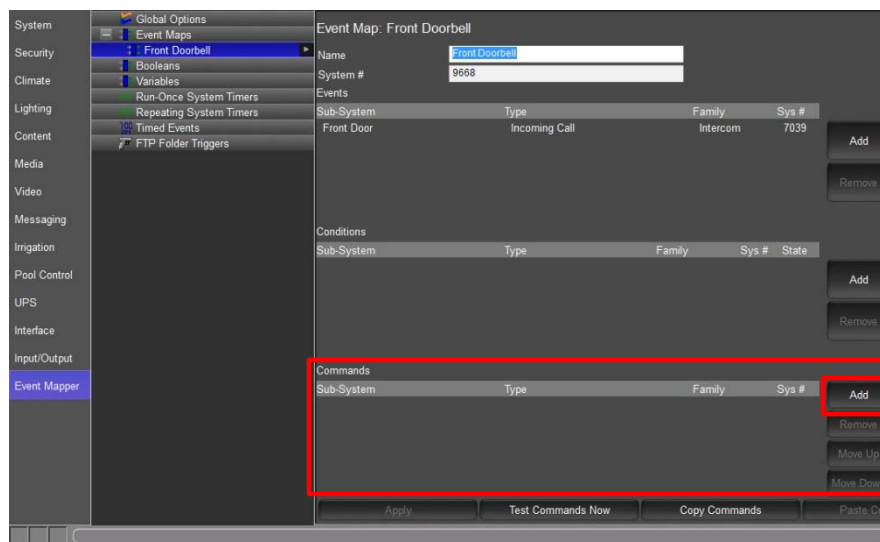 System
Security
Climate
Lighting
Content
Media
Video
Messaging
Irrigation
Pool Control
UPS
Interface
Input/Output
Event Mapper
Global Options
Event Maps
Front Doorbell
Booleans
Variables
Run-Once System Timers
Repeating System Timers
Timed Events
FTP Folder Triggers
Event Map: Front Doorbell
Name Front Doorbell
System # 9668
Events
Sub-System Type Family Sys #
Front Door Incoming Call Intercom 7039
Add
Remove
Conditions
Sub-System Type Family Sys # State
Add
Remove
Commands
Sub-System Type Family Sys #
Add
Remove
Move Up
Move Dow
Apply Test Commands Now Copy Commands Paste C